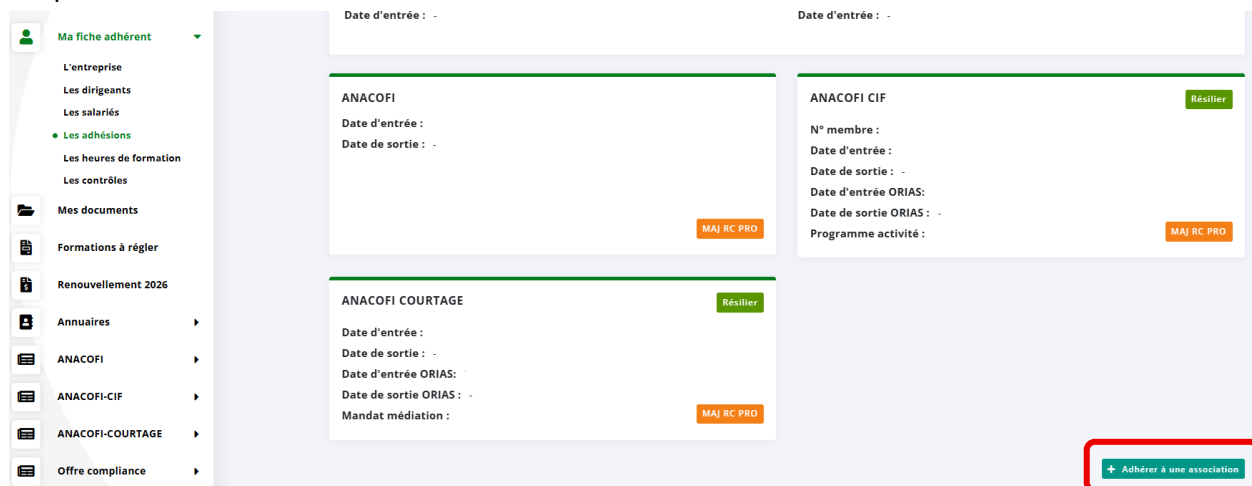 Ma fiche adhérent
L'entreprise
Les dirigeants
Les salariés
Les adhésions
Les heures de formation
Les contrôles
Mes documents
Formations à régler
Renouvellement 2026
Annuaires
ANACOFI
ANACOFI-CIF
ANACOFI-COURTAGE
Offre compliance
Date d'entrée : -
Date d'entrée : -
ANACOFI
Date d'entrée :
Date de sortie : -
MAJ RC PRO
ANACOFI CIF
Résilier
N° membre :
Date d'entrée :
Date de sortie : -
Date d'entrée ORIAS:
Date de sortie ORIAS : -
Programme activité :
MAJ RC PRO
ANACOFI COURTAGE
Résilier
Date d'entrée :
Date de sortie : -
Date d'entrée ORIAS:
Date de sortie ORIAS : -
Mandat médiation :
MAJ RC PRO
+ Adhérer à une association